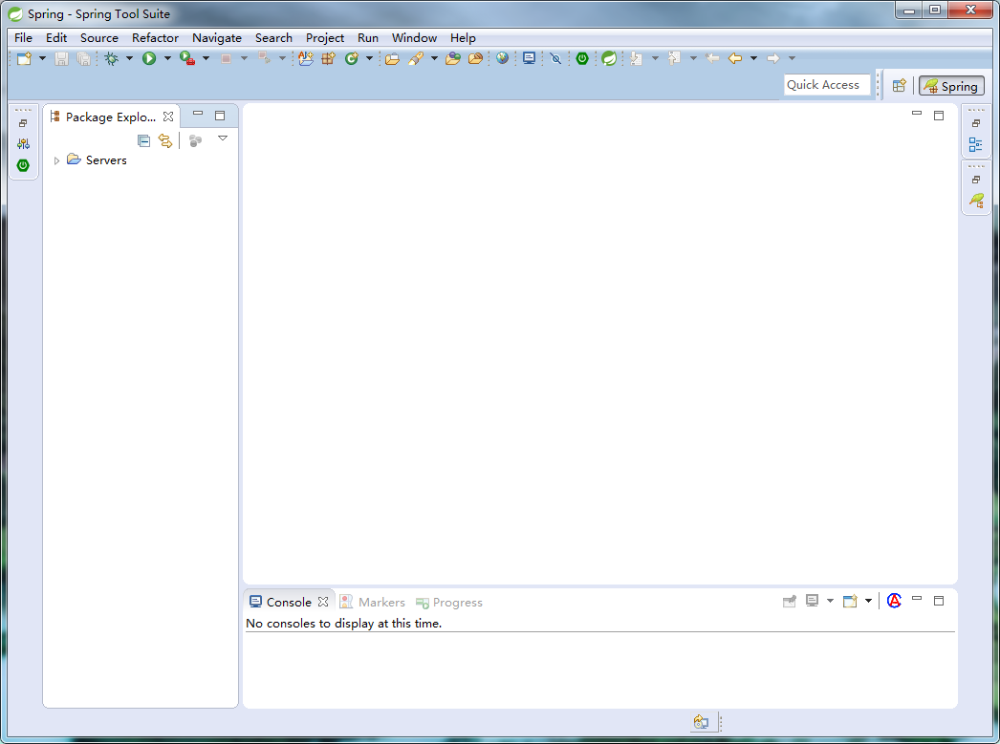 Spring - Spring Tool Suite
File Edit Source Refactor Navigate Search Project Run Window Help
Quick Access
Spring
Package Explo...
Servers
Console Markers Progress
No consoles to display at this time.